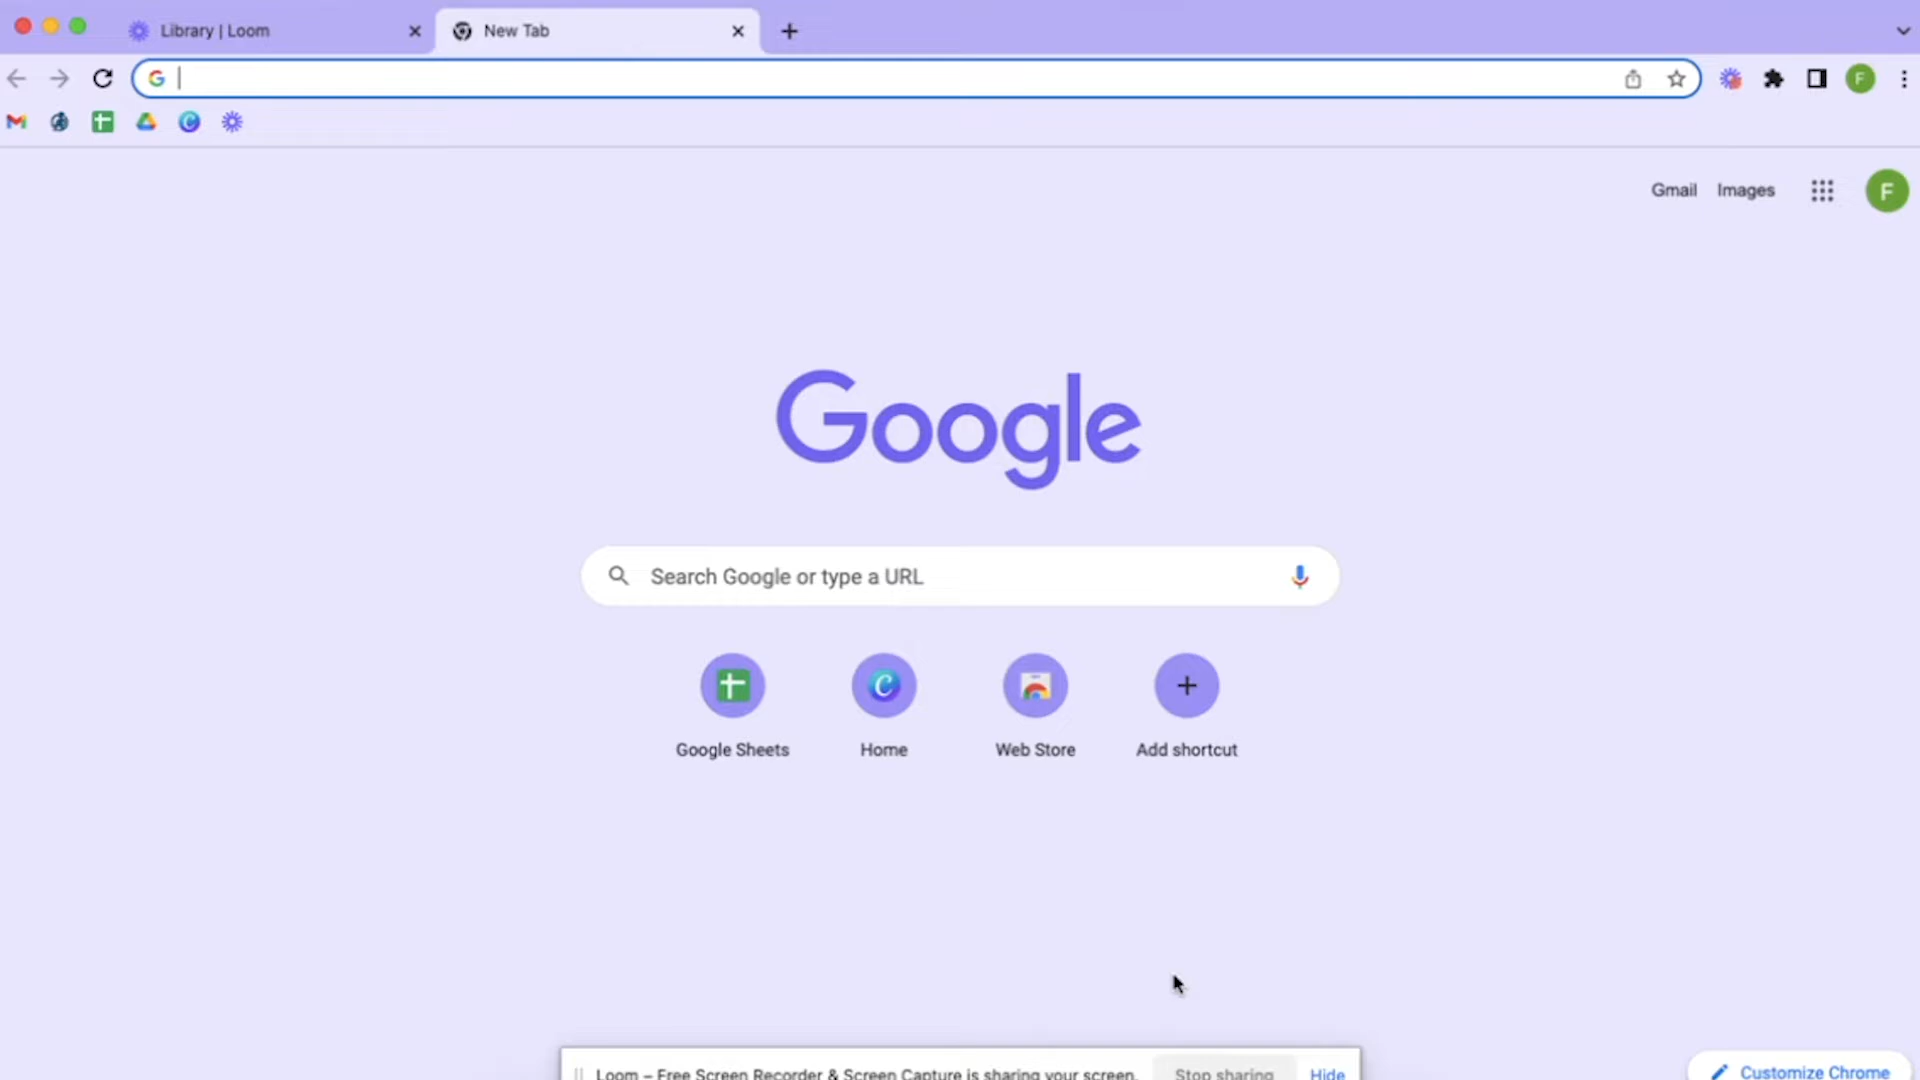 Library | Loom
New Tab
F
Gmail
Images
F
Google
Search Google or type a URL
Google Sheets
Home
Web Store
Add shortcut
Loom – Free Screen Recorder & Screen Capture is sharing your screen.
Stop sharing
Hide
Customize Chrome